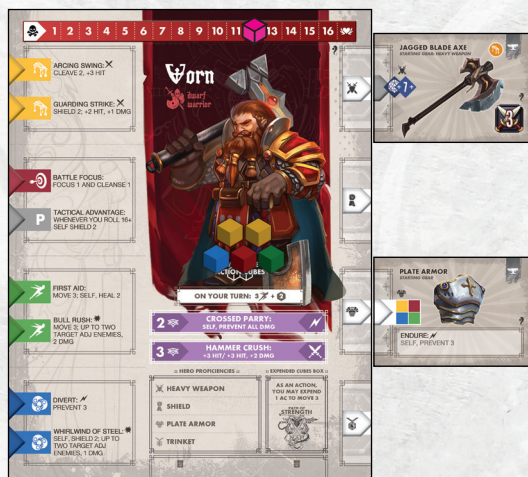 1 2 3 4 5 6 7 8 9 10 11 13 14 15 16
Vorn
dwarf
warrior
ARCING SWING:
CLEAVE 2, +3 HIT
GUARDING STRIKE:
SHIELD 2; +2 HIT, +1 DMG
BATTLE FOCUS:
FOCUS 1 AND CLEANSE 1
P
TACTICAL ADVANTAGE:
WHENEVER YOU ROLL 16+
SELF SHIELD 2
FIRST AID:
MOVE 3; SELF, HEAL 2
BULL RUSH:
MOVE 3; UP TO TWO
TARGET ADJ ENEMIES,
2 DMG
DIVERT:
PREVENT 3
WHIRLWIND OF STEEL:
SELF, SHIELD 2; UP TO
TWO TARGET ADJ
ENEMIES, 1 DMG
ACTION CUBES
ON YOUR TURN: 3 + 2
2 CROSSED PARRY:
SELF, PREVENT ALL DMG
3 HAMMER CRUSH:
+3 HIT/ +3 HIT, +2 DMG
HERO PROFICIENCIES
HEAVY WEAPON
SHIELD
PLATE ARMOR
TRINKET
EXPENDED CUBES BOX
AS AN ACTION,
YOU MAY EXPEND
1 AC TO MOVE 3
PATH OF
STRENGTH
JAGGED BLADE AXE
STARTING GEAR: HEAVY WEAPON
+7
3
PLATE ARMOR
STARTING GEAR
ENDURE:
SELF, PREVENT 3